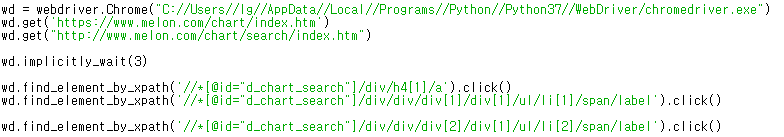 wd = webdriver.Chrome("C://Users//lg//AppData//Local//Programs//Python//Python37//WebDriver/chromedriver.exe")
wd.get('https://www.melon.com/chart/index.htm')
wd.get("http://www.melon.com/chart/search/index.htm")
wd.implicitly_wait(3)
wd.find_element_by_xpath('//*[@id="d_chart_search"]/div/h4[1]/a').click()
wd.find_element_by_xpath('//*[@id="d_chart_search"]/div/div/div[1]/div[1]/ul/li[1]/span/label').click()
wd.find_element_by_xpath('//*[@id="d_chart_search"]/div/div/div[2]/div[1]/ul/li[2]/span/label').click()